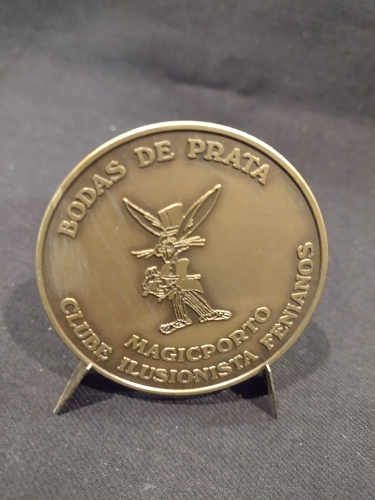 BODAS DE PRATA
MAGICPORTO
CLUBE ILUSIONISTA FENIANOS